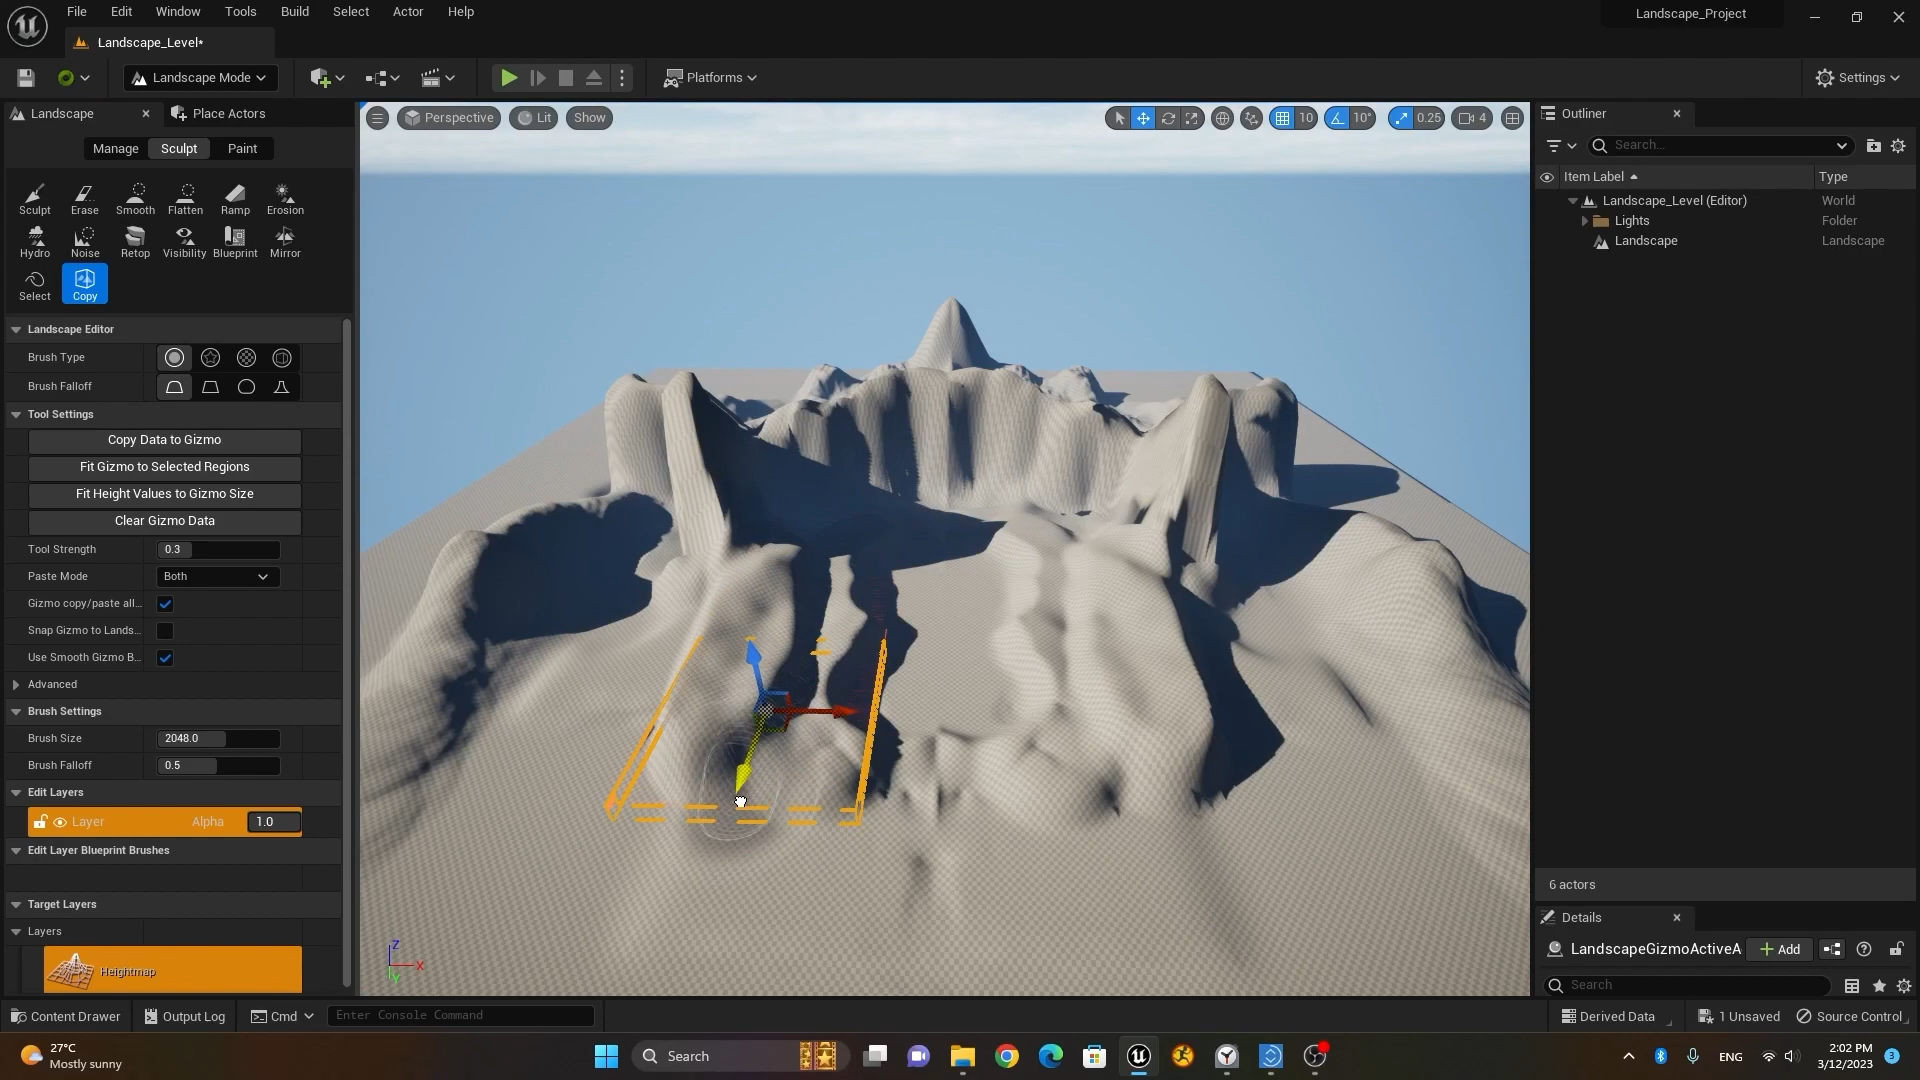 File Edit Window Tools Build Select Actor Help
Landscape_Project
Landscape_Level*
Landscape Mode
Platforms
Settings
Landscape
Place Actors
Perspective
Lit
Show
10
10°
0.25
4
Outliner
Manage
Sculpt
Paint
Search...
Item Label
Type
Sculpt Erase Smooth Flatten Ramp Erosion
Landscape_Level (Editor) World
Lights Folder
Landscape Landscape
Hydro Noise Retop Visibility Blueprint Mirror
Select Copy
Landscape Editor
Brush Type
Brush Falloff
Tool Settings
Copy Data to Gizmo
Fit Gizmo to Selected Regions
Fit Height Values to Gizmo Size
Clear Gizmo Data
Tool Strength 0.3
Paste Mode Both
Gizmo copy/paste all...
Snap Gizmo to Lands...
Use Smooth Gizmo B...
Advanced
Brush Settings
Brush Size 2048.0
Brush Falloff 0.5
Edit Layers
Layer Alpha 1.0
Edit Layer Blueprint Brushes
Target Layers
Layers
Heightmap
6 actors
Details
LandscapeGizmoActiveA
Add
Search
Z
X
Y
Content Drawer
Output Log
Cmd
Enter Console Command
Derived Data
1 Unsaved
Source Control
27°C
Mostly sunny
Search
ENG
2:02 PM
3/12/2023
3